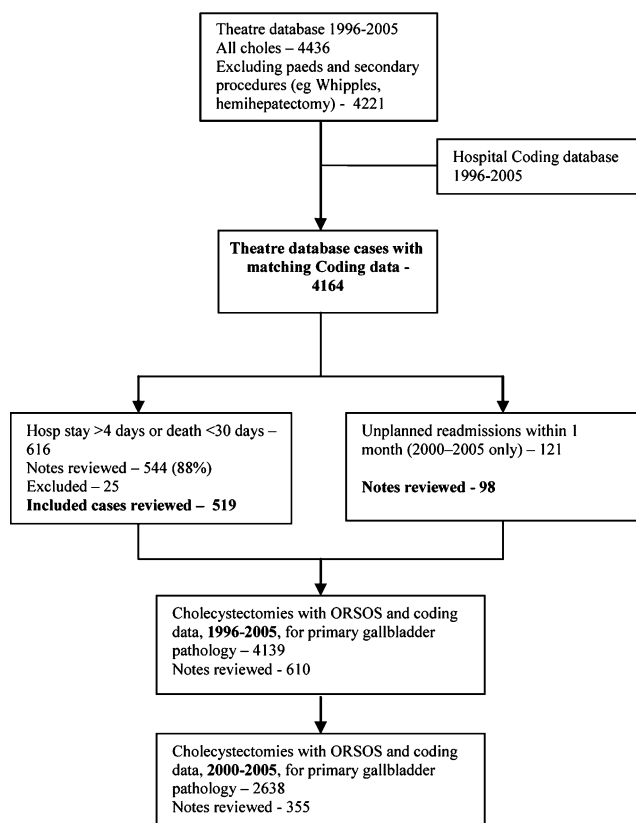 Theatre database 1996-2005
All choles – 4436
Excluding paeds and secondary
procedures (eg Whipples,
hemihepatectomy) - 4221
Hospital Coding database
1996-2005
Theatre database cases with
matching Coding data -
4164
Hosp stay >4 days or death <30 days –
616
Notes reviewed – 544 (88%)
Excluded – 25
Included cases reviewed – 519
Unplanned readmissions within 1
month (2000–2005 only) – 121
Notes reviewed - 98
Cholecystectomies with ORSOS and coding
data, 1996-2005, for primary gallbladder
pathology – 4139
Notes reviewed - 610
Cholecystectomies with ORSOS and coding
data, 2000-2005, for primary gallbladder
pathology – 2638
Notes reviewed - 355